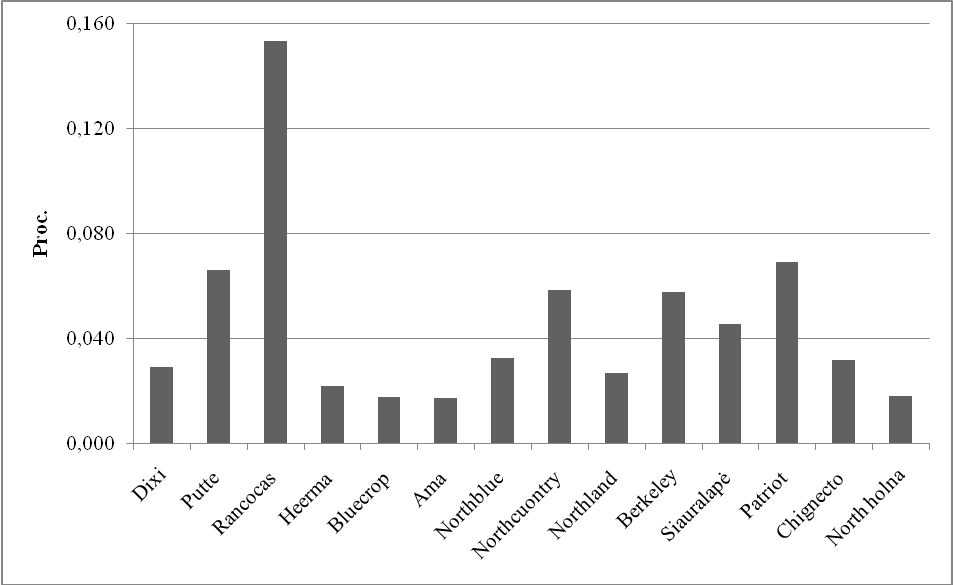 0,160
0,120
0,080
0,040
0,000
Proc.
Dixi
Putte
Rancocas
Heerma
Bluecrop
Ama
Northblue
Northcuontry
Northland
Berkeley
Siauralapė
Patriot
Chignecto
North holna